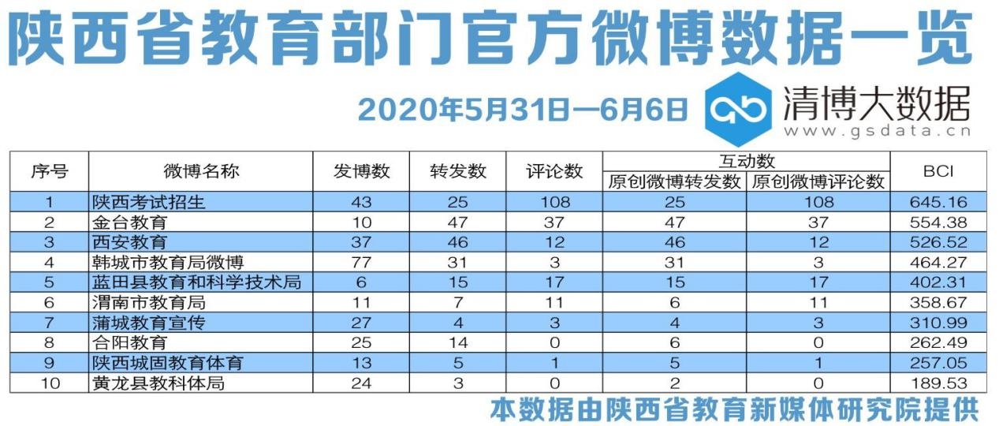 陕西省教育部门官方微博数据一览
2020年5月31日—6月6日
清博大数据
www.gsdata.cn
序号 微博名称 发博数 转发数 评论数 互动数 BCI
原创微博转发数 原创微博评论数
1 陕西考试招生 43 25 108 25 108 645.16
2 金台教育 10 47 37 47 37 554.38
3 西安教育 37 46 12 46 12 526.52
4 韩城市教育局微博 77 31 3 31 3 464.27
5 蓝田县教育和科学技术局 6 15 17 15 17 402.31
6 渭南市教育局 11 7 11 6 11 358.67
7 蒲城教育宣传 27 4 3 4 3 310.99
8 合阳教育 25 14 0 6 0 262.49
9 陕西城固教育体育 13 5 1 5 1 257.05
10 黄龙县教科体局 24 3 0 2 0 189.53
本数据由陕西省教育新媒体研究院提供